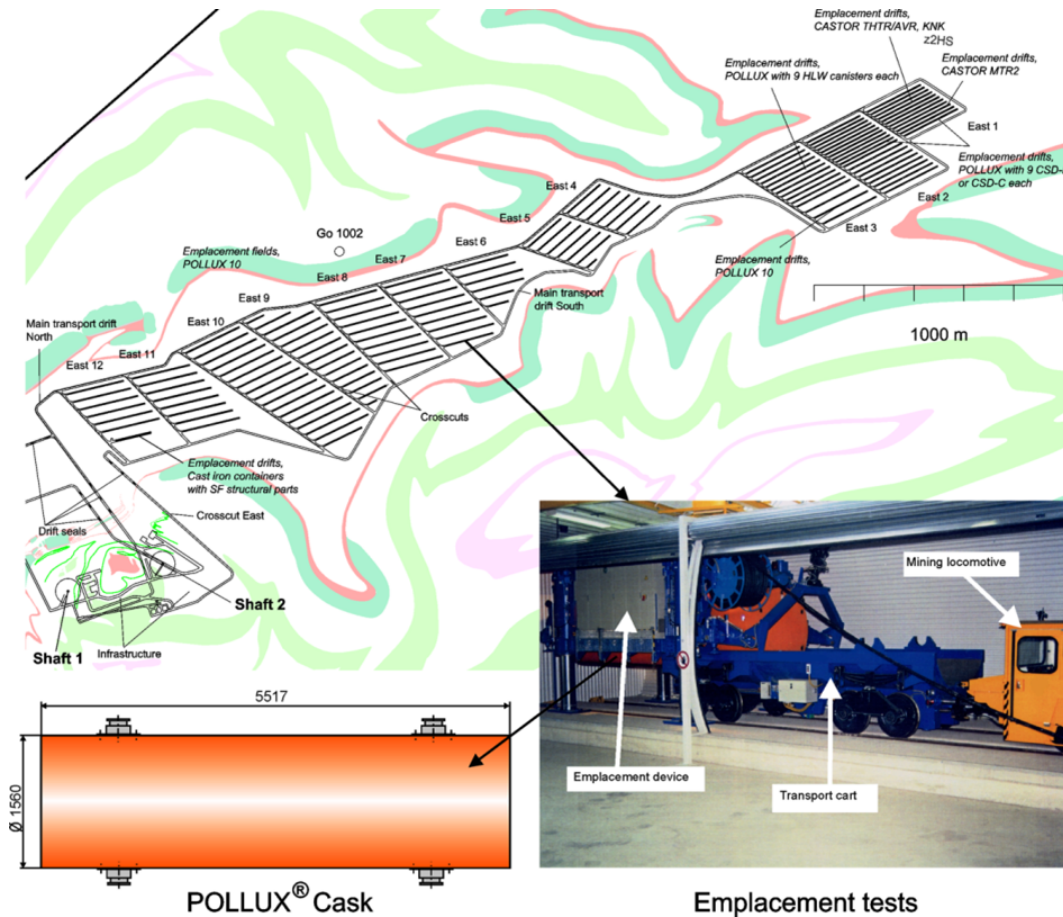 Emplacement drifts,
CASTOR THTR/AVR, KNK
z2HS
Emplacement drifts,
POLLUX with 9 HLW canisters each
Emplacement drifts,
CASTOR MTR2
East 1
Emplacement drifts,
POLLUX with 9 CSD-
or CSD-C each
East 2
East 3
East 4
East 5
East 6
Go 1002
East 7
Emplacement fields,
POLLUX 10
East 8
Emplacement drifts,
POLLUX 10
East 9
Main transport
drift South
East 10
Main transport drift
North
1000 m
East 11
East 12
Crosscuts
Emplacement drifts,
Cast iron containers
with SF structural parts
Crosscut East
Drift seals
Shaft 2
Shaft 1
Infrastructure
Mining locomotive
Emplacement device
Transport cart
5517
Ø 1560
POLLUX® Cask
Emplacement tests